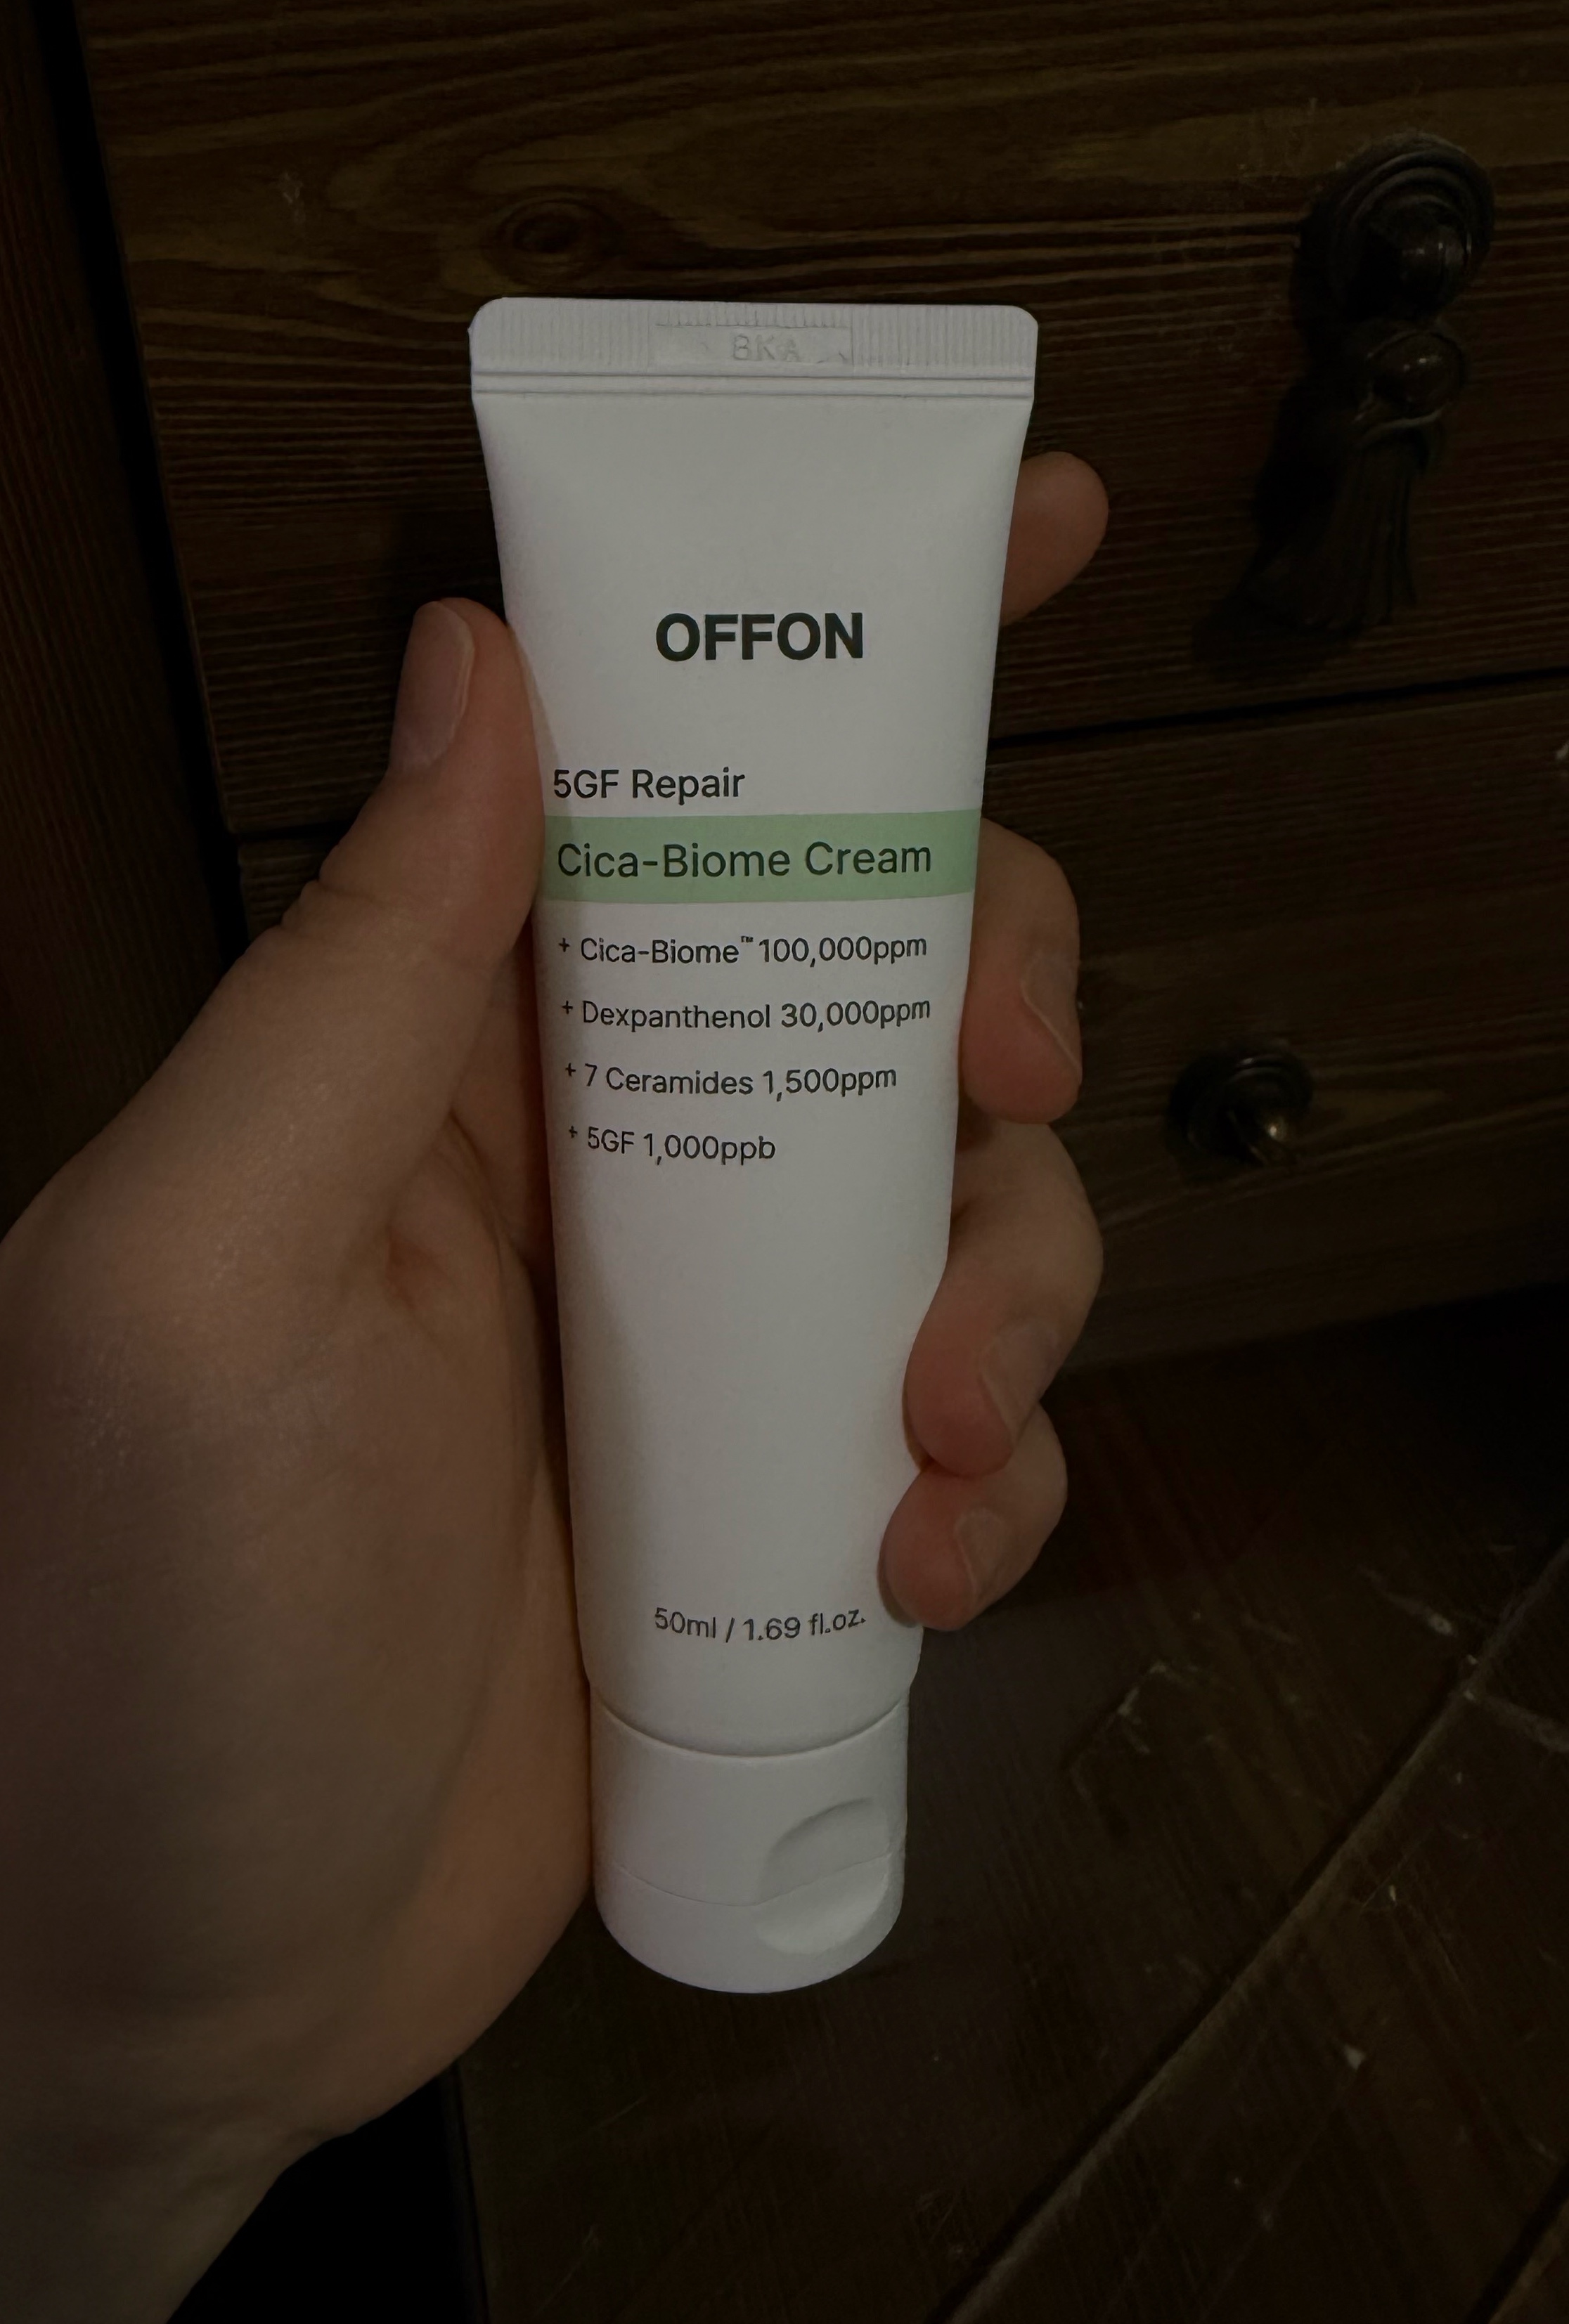 BKA
OFFON
5GF Repair
Cica-Biome Cream
+ Cica-Biome™ 100,000ppm
+ Dexpanthenol 30,000ppm
+ 7 Ceramides 1,500ppm
+ 5GF 1,000ppb
50ml / 1.69 fl.oz.